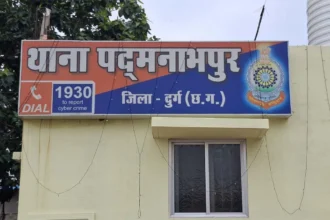 थाना पद्मनाभपुर
DIAL 1930
to report
cyber crime
जिला - दुर्ग (छ.ग.)